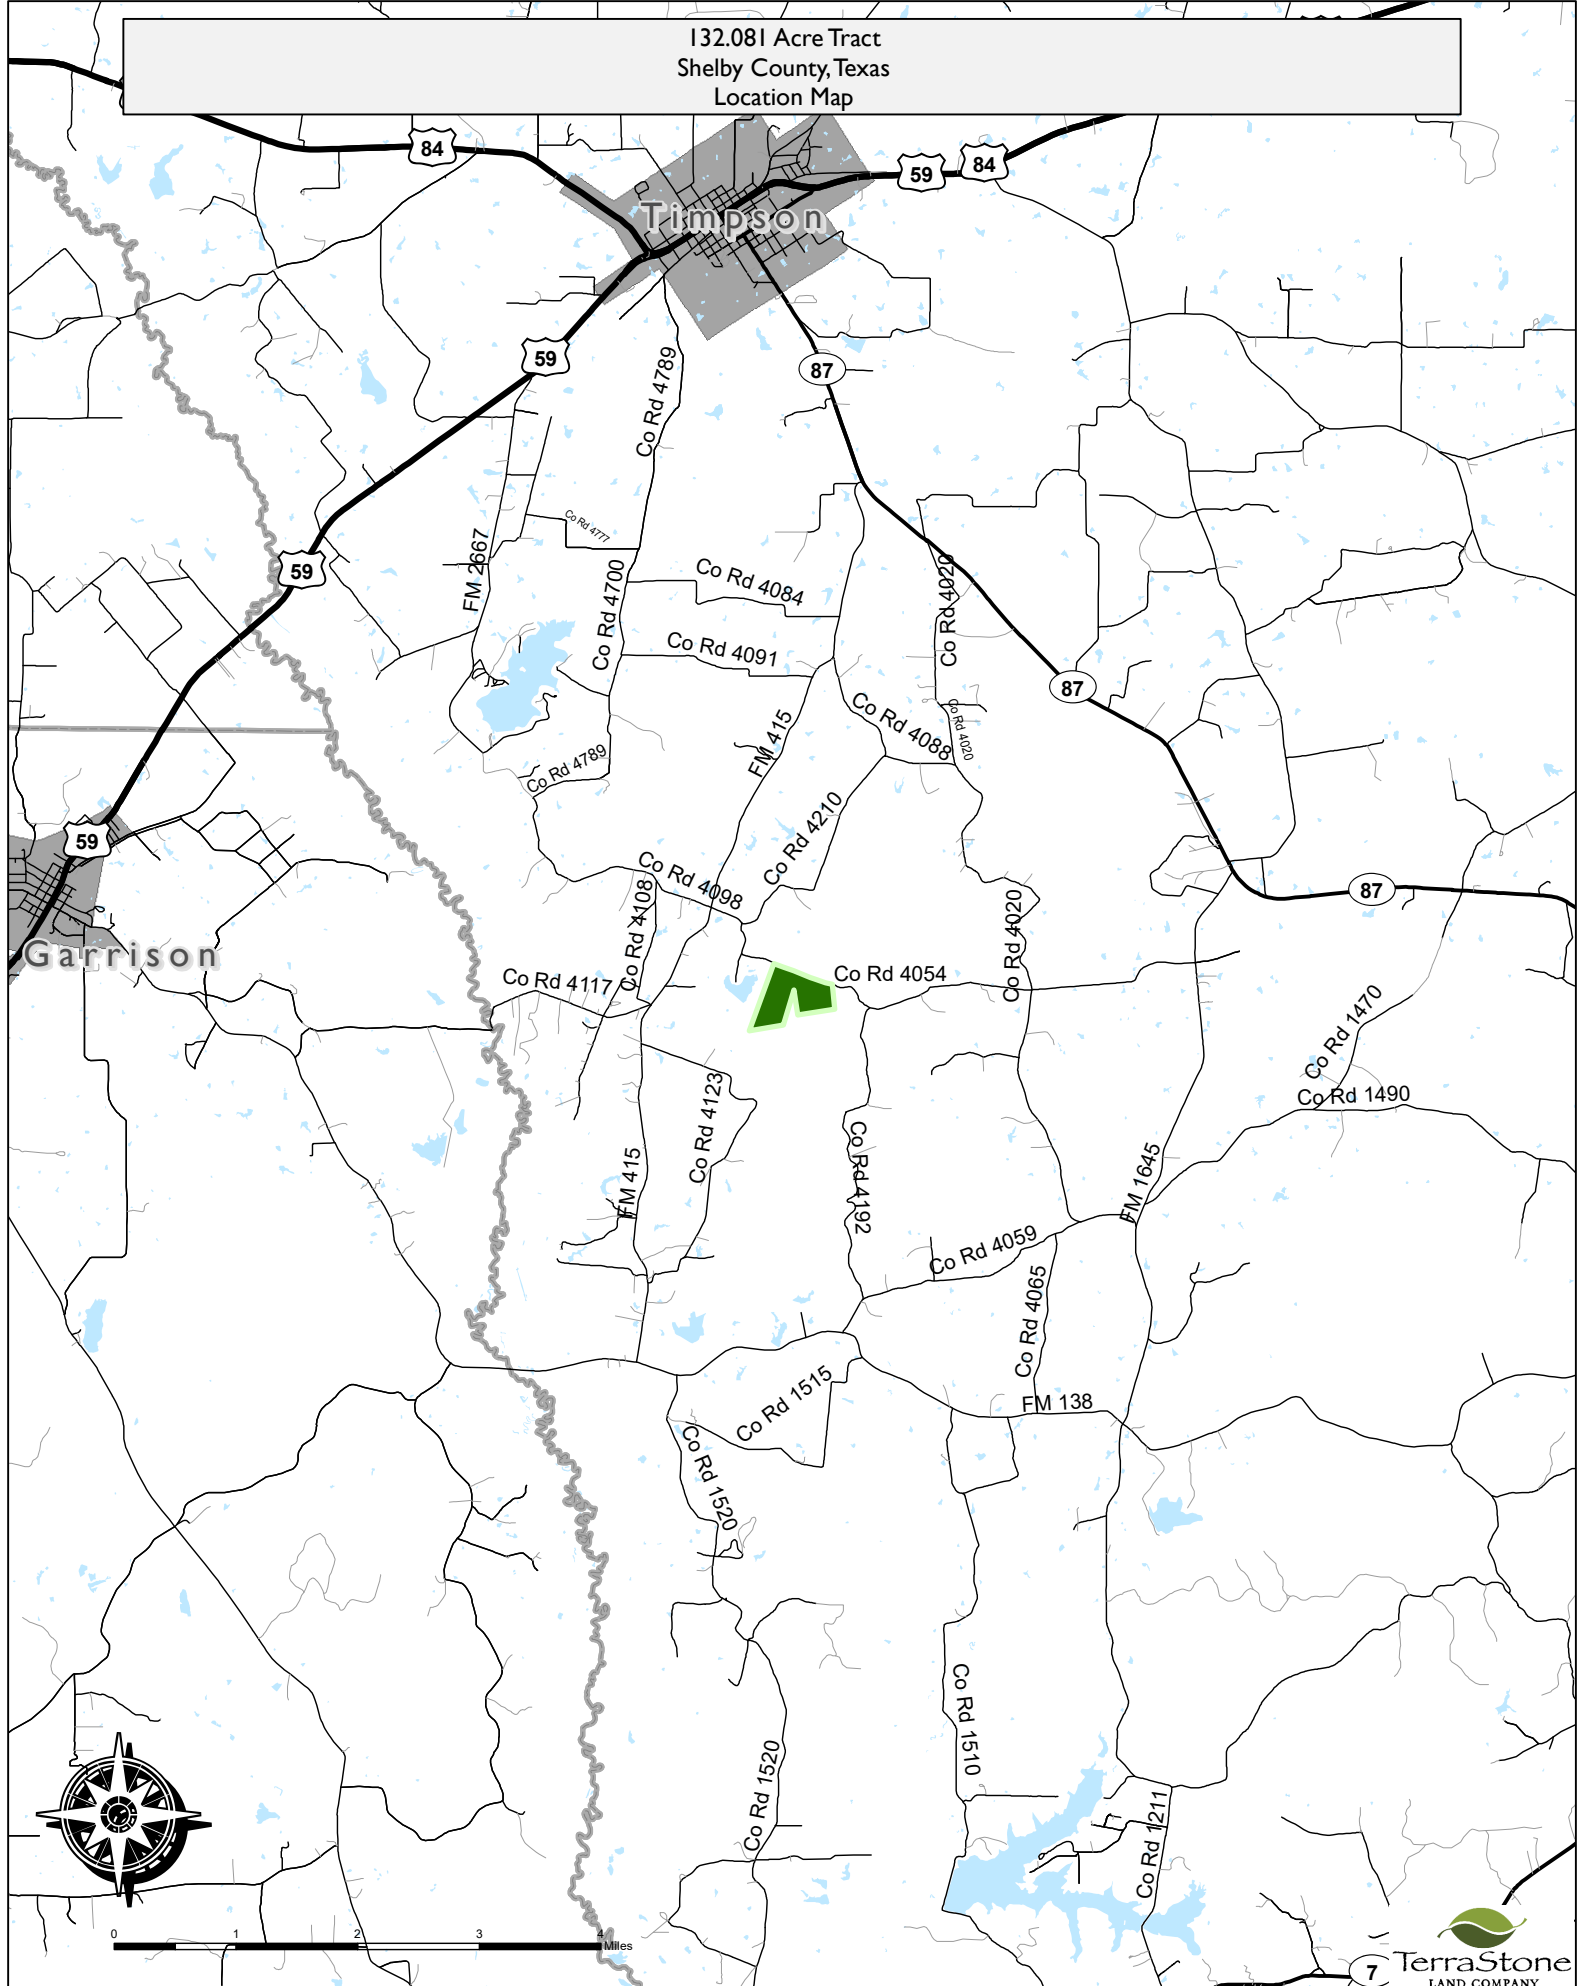 132.081 Acre Tract
Shelby County, Texas
Location Map
84
59
84
Timpson
59
Co Rd 4789
87
Co Rd 4777
FM 2667
59
Co Rd 4700
Co Rd 4084
Co Rd 4020
Co Rd 4091
87
Co Rd 4088
Co Rd 4020
FM 415
Co Rd 4789
Co Rd 4210
59
Co Rd 4098
Co Rd 4108
87
Co Rd 4020
Garrison
Co Rd 4117
Co Rd 4054
Co Rd 1470
Co Rd 1490
Co Rd 4123
Co Rd 4192
FM 415
FM 1645
Co Rd 4059
Co Rd 4065
Co Rd 1515
FM 138
Co Rd 1520
Co Rd 1510
Co Rd 1520
Co Rd 1211
0 1 2 3 4
Miles
7
TerraStone
LAND COMPANY